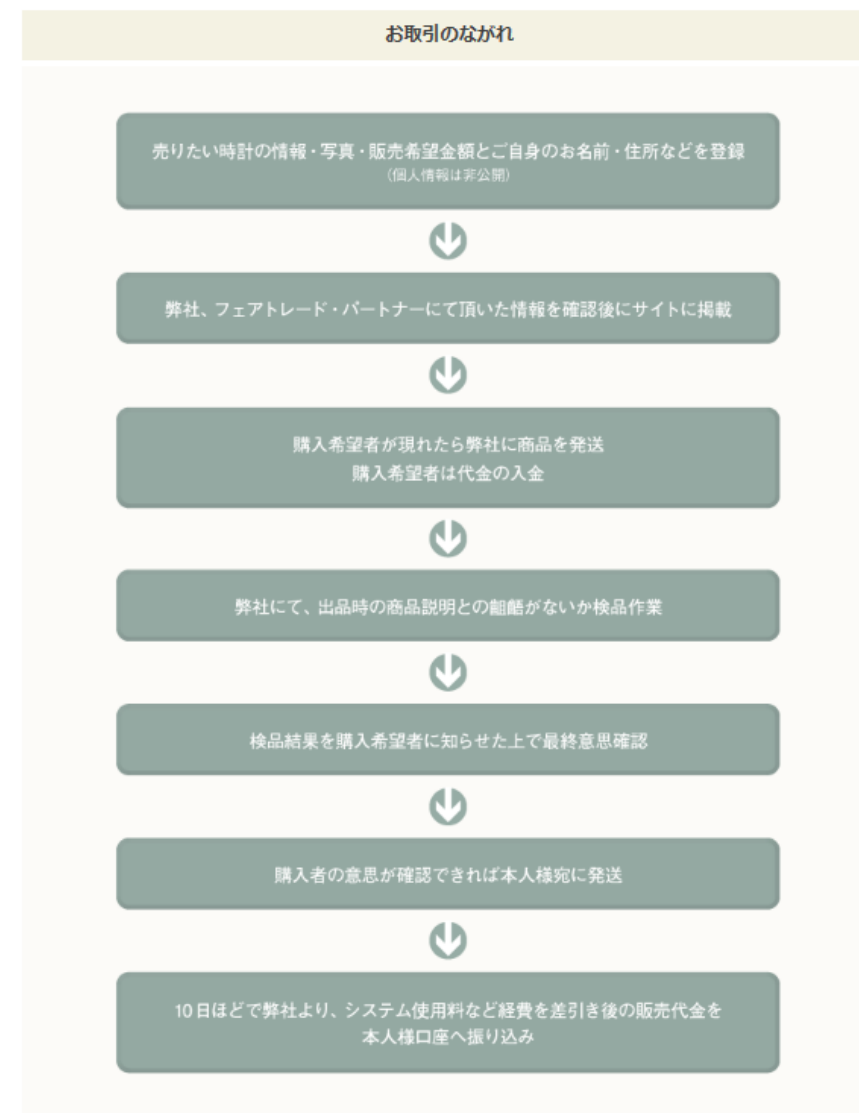 お取引のながれ
売りたい時計の情報・写真・販売希望金額とご自身のお名前・住所などを登録
(個人情報は非公開)
弊社、フェアトレード・パートナーにて頂いた情報を確認後にサイトに掲載
購入希望者が現れたら弊社に商品を発送
購入希望者は代金の入金
弊社にて、出品時の商品説明との齟齬がないか検品作業
検品結果を購入希望者に知らせた上で最終意思確認
購入者の意思が確認できれば本人様宛に発送
10日ほどで弊社より、システム使用料など経費を差引き後の販売代金を
本人様口座へ振り込み